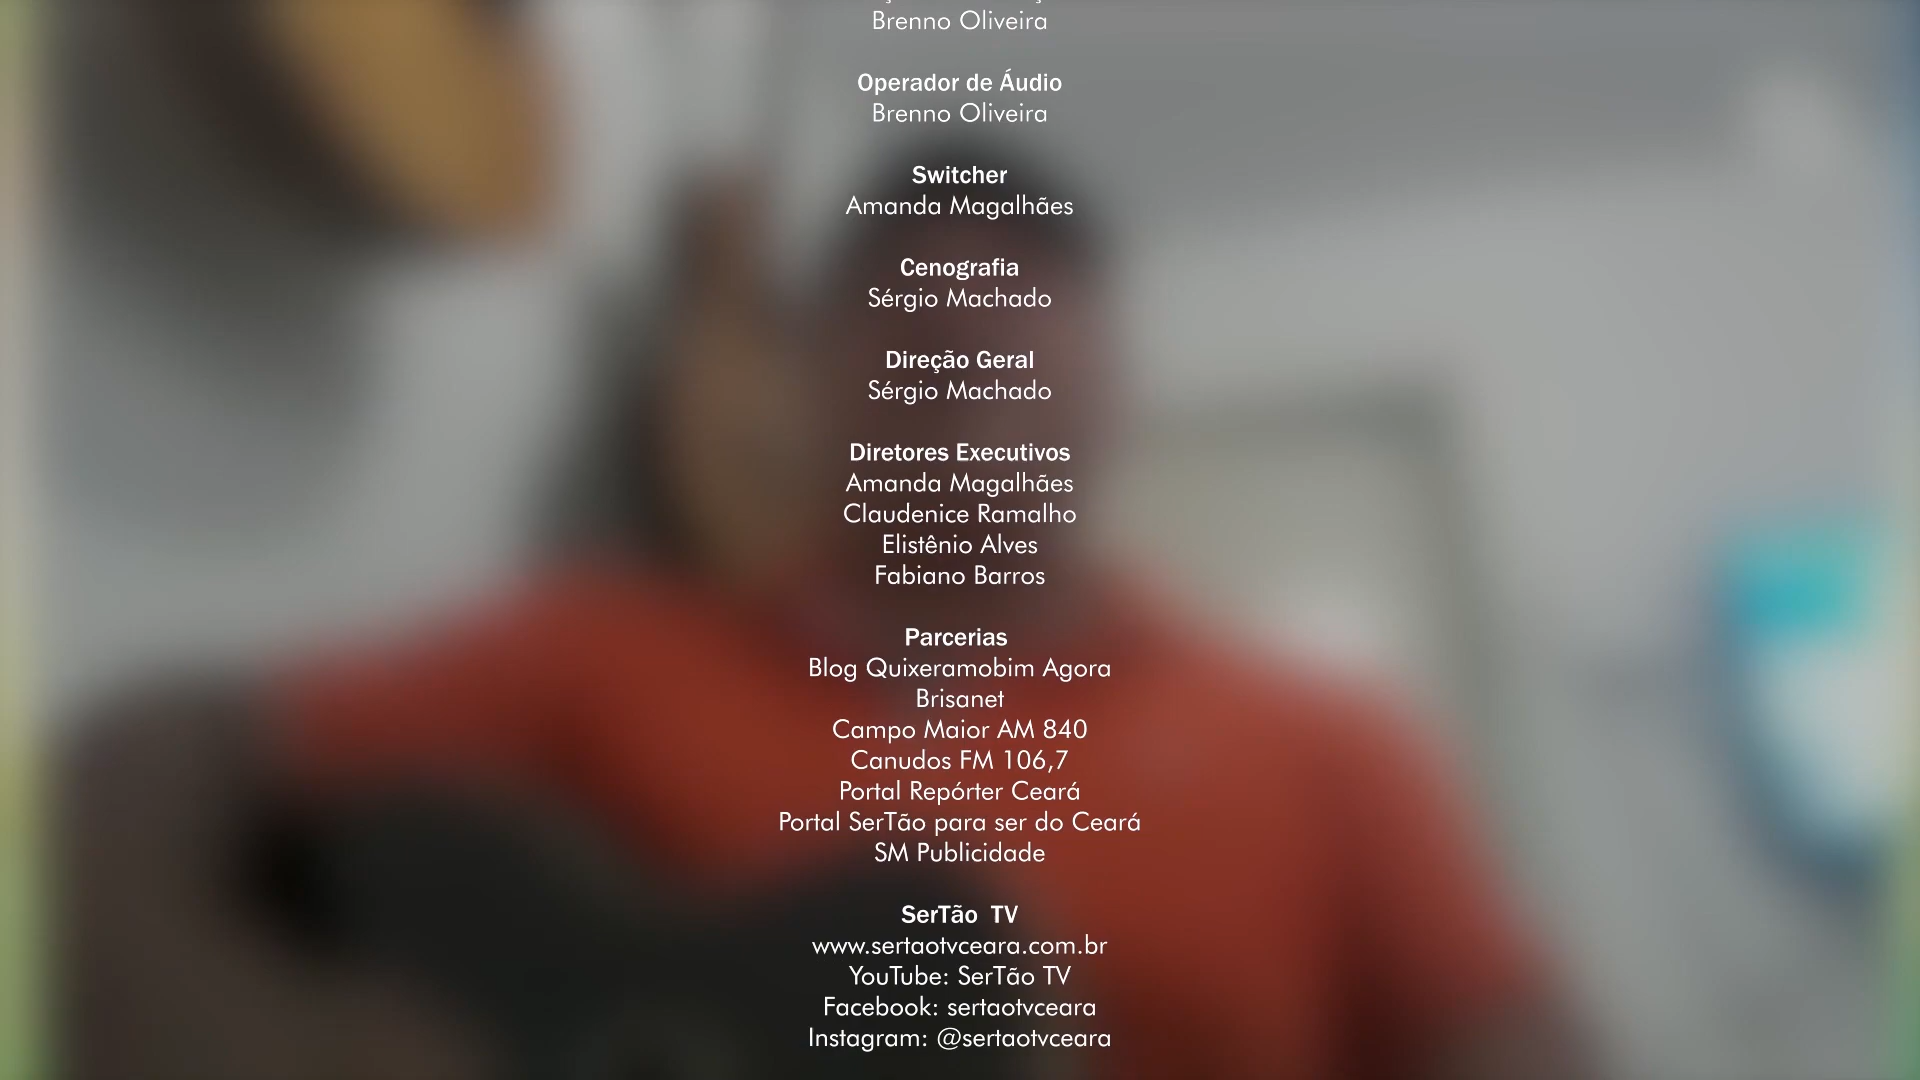 Brenno Oliveira
Operador de Áudio
Brenno Oliveira
Switcher
Amanda Magalhães
Cenografia
Sérgio Machado
Direção Geral
Sérgio Machado
Diretores Executivos
Amanda Magalhães
Claudenice Ramalho
Elistênio Alves
Fabiano Barros
Parcerias
Blog Quixeramobim Agora
Brisanet
Campo Maior AM 840
Canudos FM 106,7
Portal Repórter Ceará
Portal SerTão para ser do Ceará
SM Publicidade
SerTão TV
www.sertaotvceara.com.br
YouTube: SerTão TV
Facebook: sertaotvceara
Instagram: @sertaotvceara